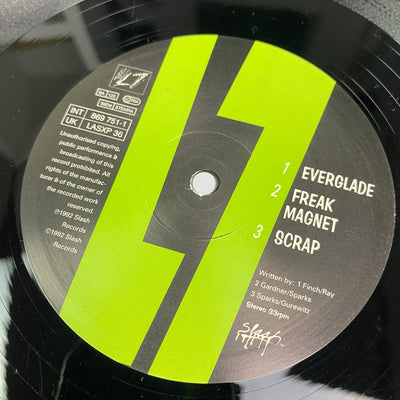 L7
BIEM STEMRA
INT 869 751-1
UK LASXP 36
Unauthorised copying,
public performance &
broadcasting of this
record prohibited. All
rights of the manufac-
turer & of the owner of
the recorded work
reserved.
℗1992 Slash
Records
©1992 Slash
Records
1 EVERGLADE
2 FREAK
MAGNET
3 SCRAP
Written by: 1 Finch/Ray
2 Gardner/Sparks
3 Sparks/Gurewitz
Stereo 33rpm
Slash